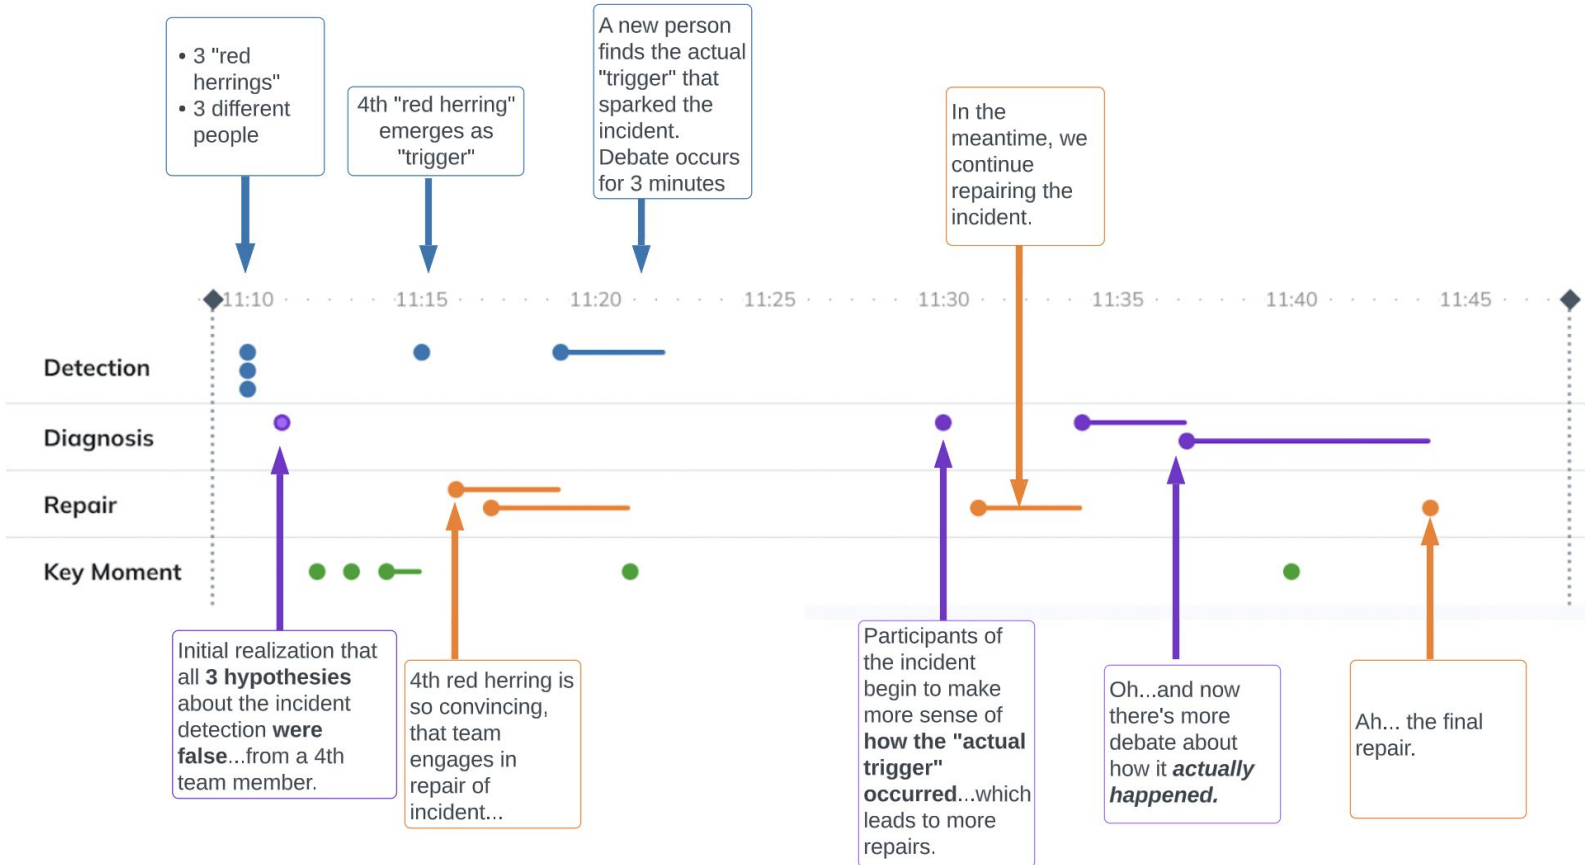 • 3 "red
herrings"
• 3 different
people
4th "red herring"
emerges as
"trigger"
A new person
finds the actual
"trigger" that
sparked the
incident.
Debate occurs
for 3 minutes
In the
meantime, we
continue
repairing the
incident.
11:10
11:15
11:20
11:25
11:30
11:35
11:40
11:45
Detection
Diagnosis
Repair
Key Moment
Initial realization that
all 3 hypothesies
about the incident
detection were
false...from a 4th
team member.
4th red herring is
so convincing,
that team
engages in
repair of
incident...
Participants of
the incident
begin to make
more sense of
how the "actual
trigger"
occurred...which
leads to more
repairs.
Oh...and now
there's more
debate about
how it actually
happened.
Ah... the final
repair.